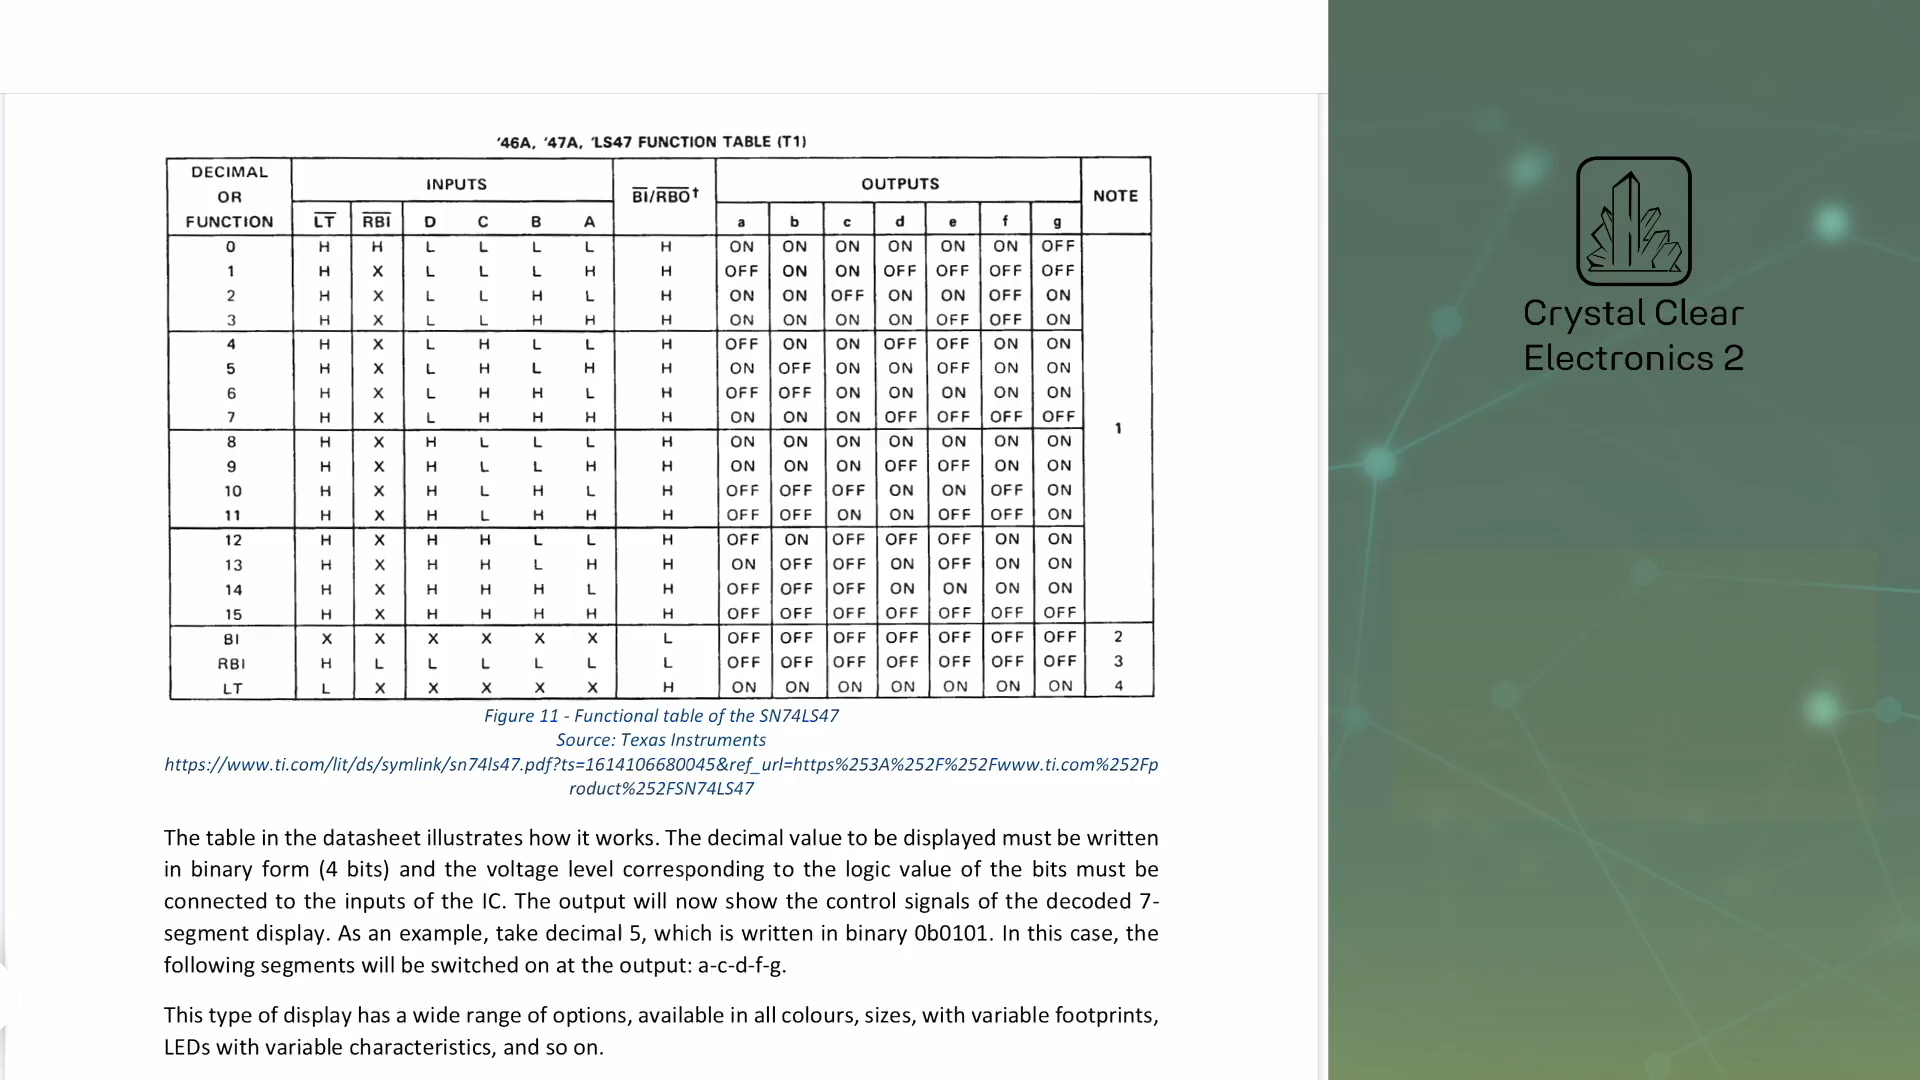 '46A, '47A, 'LS47 FUNCTION TABLE (T1)
DECIMAL OR FUNCTION INPUTS BI/RBO† OUTPUTS NOTE
LT RBI D C B A a b c d e f g
0 H H L L L L H ON ON ON ON ON ON OFF
1 H X L L L H H OFF ON ON OFF OFF OFF OFF
2 H X L L H L H ON ON OFF ON ON OFF ON
3 H X L L H H H ON ON ON ON OFF OFF ON
4 H X L H L L H OFF ON ON OFF OFF ON ON
5 H X L H L H H ON OFF ON ON OFF ON ON
6 H X L H H L H OFF OFF ON ON ON ON ON
7 H X L H H H H ON ON ON OFF OFF OFF OFF
1
8 H X H L L L H ON ON ON ON ON ON ON
9 H X H L L H H ON ON ON OFF OFF ON ON
10 H X H L H L H OFF OFF OFF ON ON OFF ON
11 H X H L H H H OFF OFF ON ON OFF OFF ON
12 H X H H L L H OFF ON OFF OFF OFF ON ON
13 H X H H L H H ON OFF OFF ON OFF ON ON
14 H X H H H L H OFF OFF OFF ON ON ON ON
15 H X H H H H H OFF OFF OFF OFF OFF OFF OFF
BI X X X X X X L OFF OFF OFF OFF OFF OFF OFF 2
RBI H L L L L L L OFF OFF OFF OFF OFF OFF OFF 3
LT L X X X X X H ON ON ON ON ON ON ON 4
Figure 11 - Functional table of the SN74LS47
Source: Texas Instruments
https://www.ti.com/lit/ds/symlink/sn74ls47.pdf?ts=1614106680045&ref_url=https%253A%252F%252Fwww.ti.com%252Fp
roduct%252FSN74LS47
The table in the datasheet illustrates how it works. The decimal value to be displayed must be written
in binary form (4 bits) and the voltage level corresponding to the logic value of the bits must be
connected to the inputs of the IC. The output will now show the control signals of the decoded 7-
segment display. As an example, take decimal 5, which is written in binary 0b0101. In this case, the
following segments will be switched on at the output: a-c-d-f-g.
This type of display has a wide range of options, available in all colours, sizes, with variable footprints,
LEDs with variable characteristics, and so on.
Crystal Clear
Electronics 2